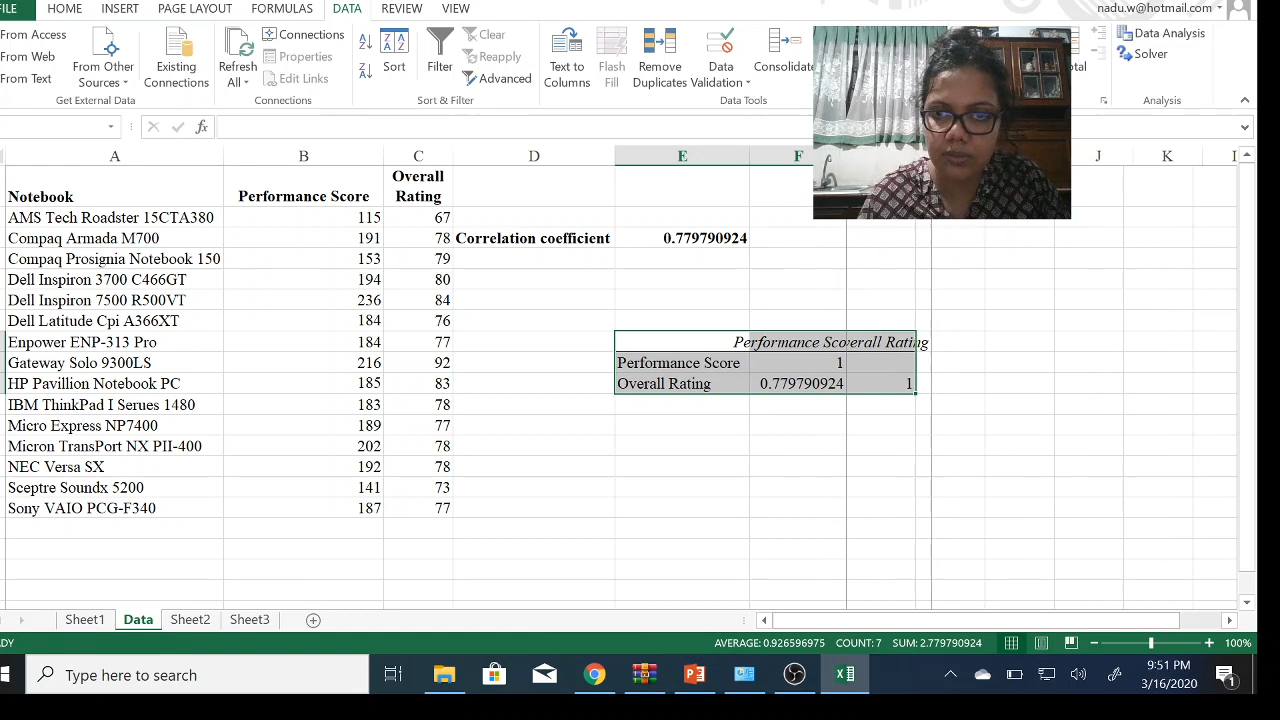 FILE HOME INSERT PAGE LAYOUT FORMULAS DATA REVIEW VIEW nadu.w@hotmail.com
From Access
From Web
From Text
From Other Sources
Existing Connections
Get External Data
Refresh All
Connections
Properties
Edit Links
Connections
Sort
Filter
Clear
Reapply
Advanced
Sort & Filter
Text to Columns
Flash Fill
Remove Duplicates
Data Validation
Consolidate
Data Tools
Data Analysis
Solver
Analysis
fx
A B C D E F J K
Notebook Performance Score Overall Rating
AMS Tech Roadster 15CTA380 115 67
Compaq Armada M700 191 78 Correlation coefficient 0.779790924
Compaq Prosignia Notebook 150 153 79
Dell Inspiron 3700 C466GT 194 80
Dell Inspiron 7500 R500VT 236 84
Dell Latitude Cpi A366XT 184 76
Enpower ENP-313 Pro 184 77 Performance Sco erall Rating
Gateway Solo 9300LS 216 92 Performance Score 1
HP Pavillion Notebook PC 185 83 Overall Rating 0.779790924 1
IBM ThinkPad I Serues 1480 183 78
Micro Express NP7400 189 77
Micron TransPort NX PII-400 202 78
NEC Versa SX 192 78
Sceptre Soundx 5200 141 73
Sony VAIO PCG-F340 187 77
Sheet1 Data Sheet2 Sheet3
ADY AVERAGE: 0.926596975 COUNT: 7 SUM: 2.779790924 100%
Type here to search
9:51 PM
3/16/2020
1